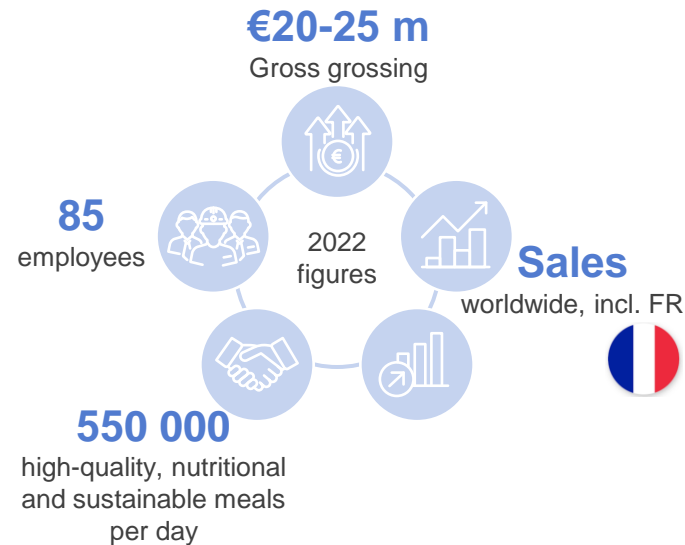 €20-25 m
Gross grossing
85
employees
2022
figures
Sales
worldwide, incl. FR
550 000
high-quality, nutritional
and sustainable meals
per day